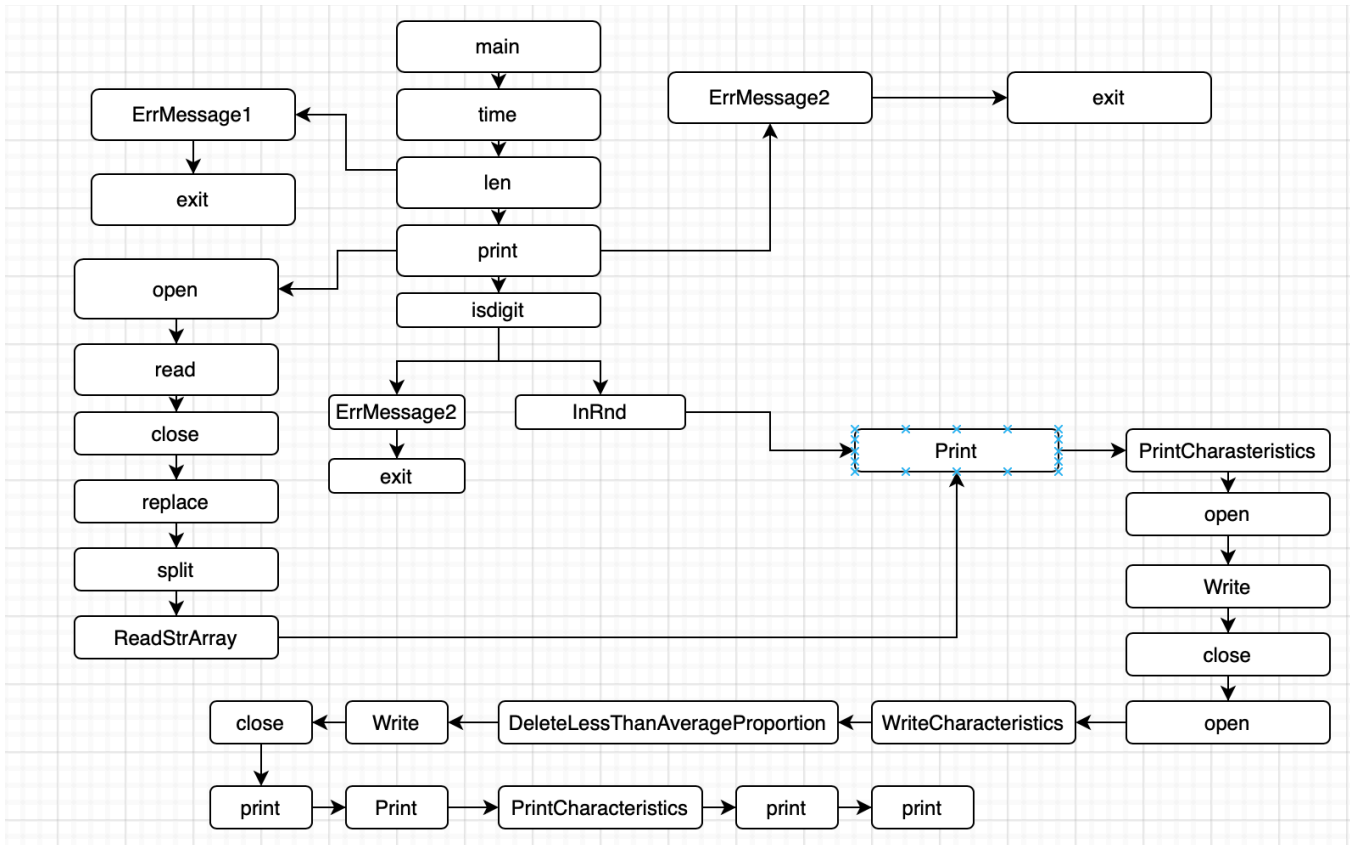 main
ErrMessage2
exit
ErrMessage1
time
exit
len
print
open
isdigit
read
ErrMessage2
InRnd
close
Print
PrintCharasteristics
exit
replace
open
split
Write
ReadStrArray
close
close
Write
DeleteLessThanAverageProportion
WriteCharacteristics
open
print
Print
PrintCharacteristics
print
print